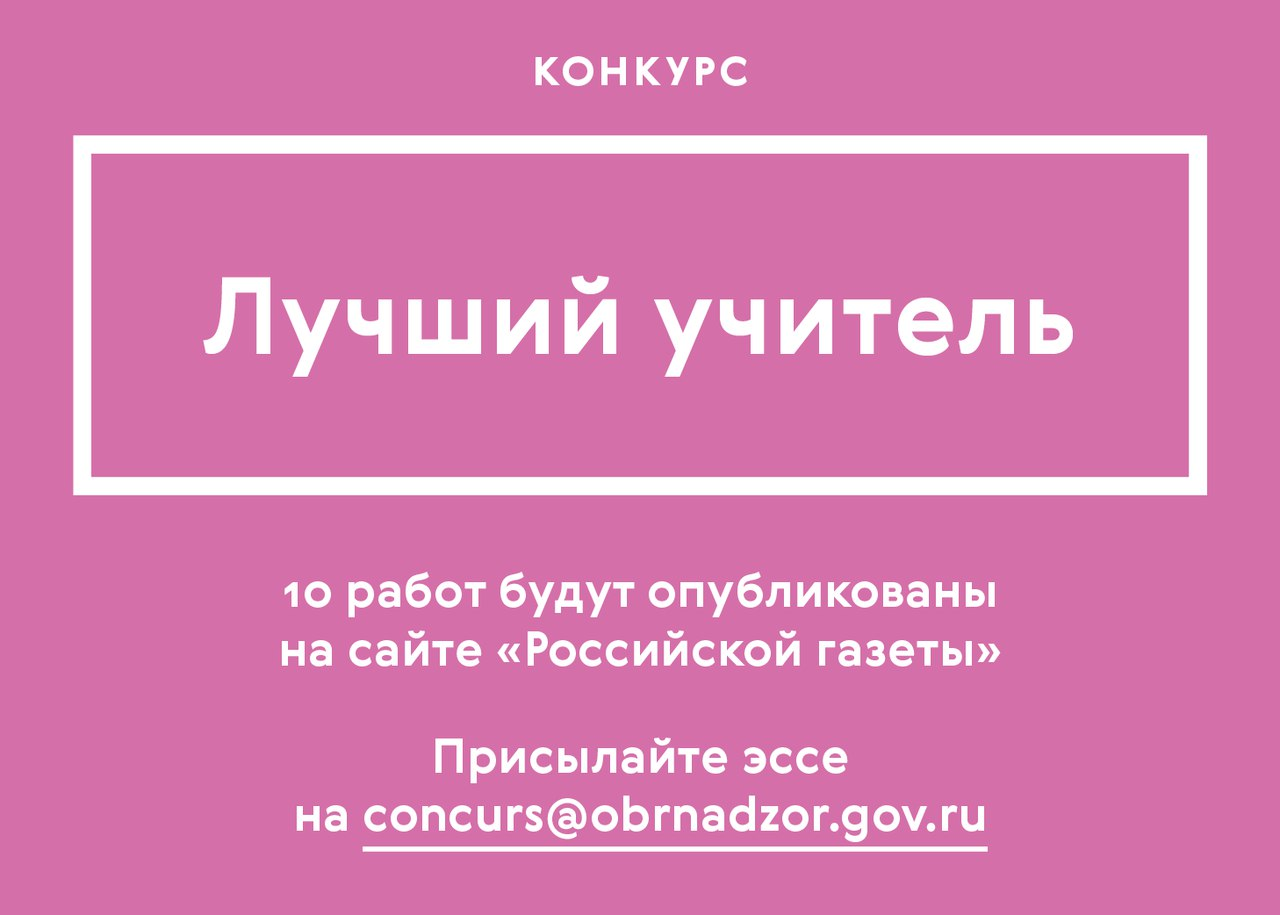 КОНКУРС
Лучший учитель
10 работ будут опубликованы
на сайте «Российской газеты»
Присылайте эссе
на concurs@obrnadzor.gov.ru